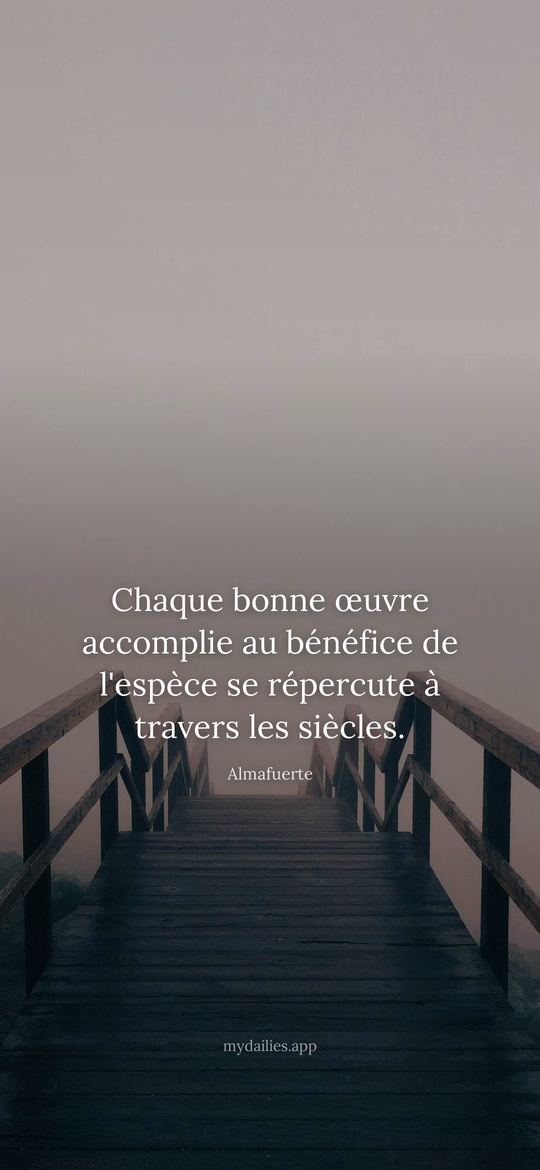 Chaque bonne œuvre
accomplie au bénéfice de
l'espèce se répercute à
travers les siècles.
Almafuerte
mydailies.app